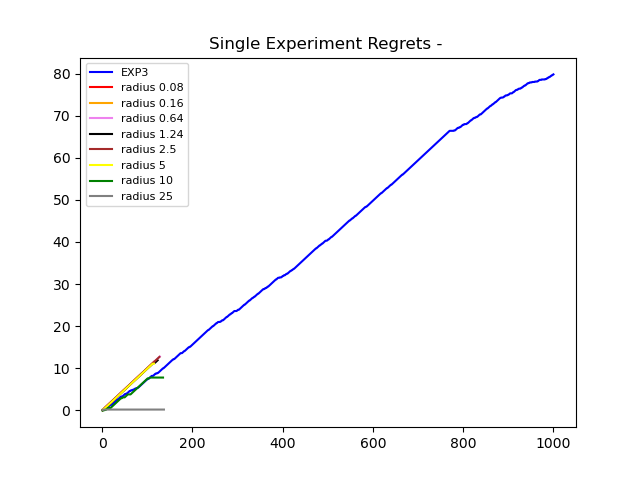 Single Experiment Regrets -
80
70
60
50
40
30
20
10
0
EXP3
radius 0.08
radius 0.16
radius 0.64
radius 1.24
radius 2.5
radius 5
radius 10
radius 25
0 200 400 600 800 1000